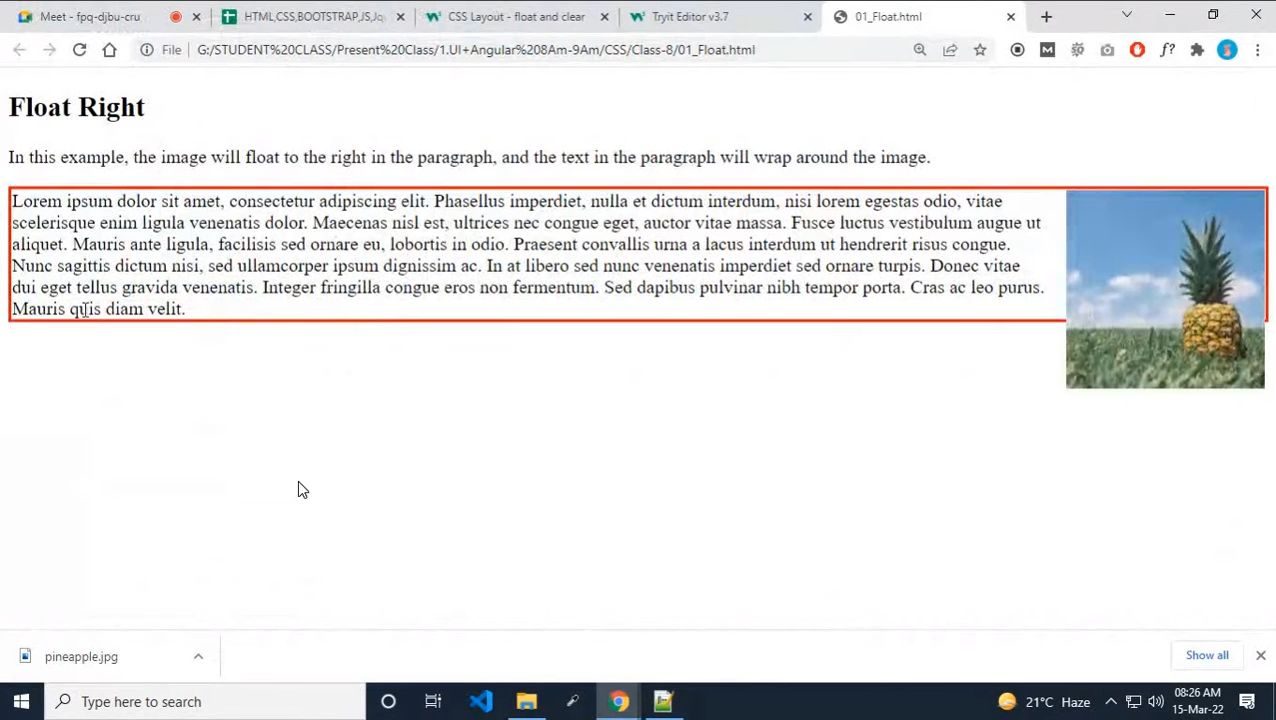 Meet - fpq-djbu-cru
HTML,CSS,BOOTSTRAP,JS,Jq
CSS Layout - float and clear
Tryit Editor v3.7
01_Float.html
File
G:/STUDENT%20CLASS/Present%20Class/1.UI+Angular%208Am-9Am/CSS/Class-8/01_Float.html
M
f?
Float Right
In this example, the image will float to the right in the paragraph, and the text in the paragraph will wrap around the image.
Lorem ipsum dolor sit amet, consectetur adipiscing elit. Phasellus imperdiet, nulla et dictum interdum, nisi lorem egestas odio, vitae
scelerisque enim ligula venenatis dolor. Maecenas nisl est, ultrices nec congue eget, auctor vitae massa. Fusce luctus vestibulum augue ut
aliquet. Mauris ante ligula, facilisis sed ornare eu, lobortis in odio. Praesent convallis urna a lacus interdum ut hendrerit risus congue.
Nunc sagittis dictum nisi, sed ullamcorper ipsum dignissim ac. In at libero sed nunc venenatis imperdiet sed ornare turpis. Donec vitae
dui eget tellus gravida venenatis. Integer fringilla congue eros non fermentum. Sed dapibus pulvinar nibh tempor porta. Cras ac leo purus.
Mauris quis diam velit.
pineapple.jpg
Show all
Type here to search
21°C Haze
08:26 AM
15-Mar-22